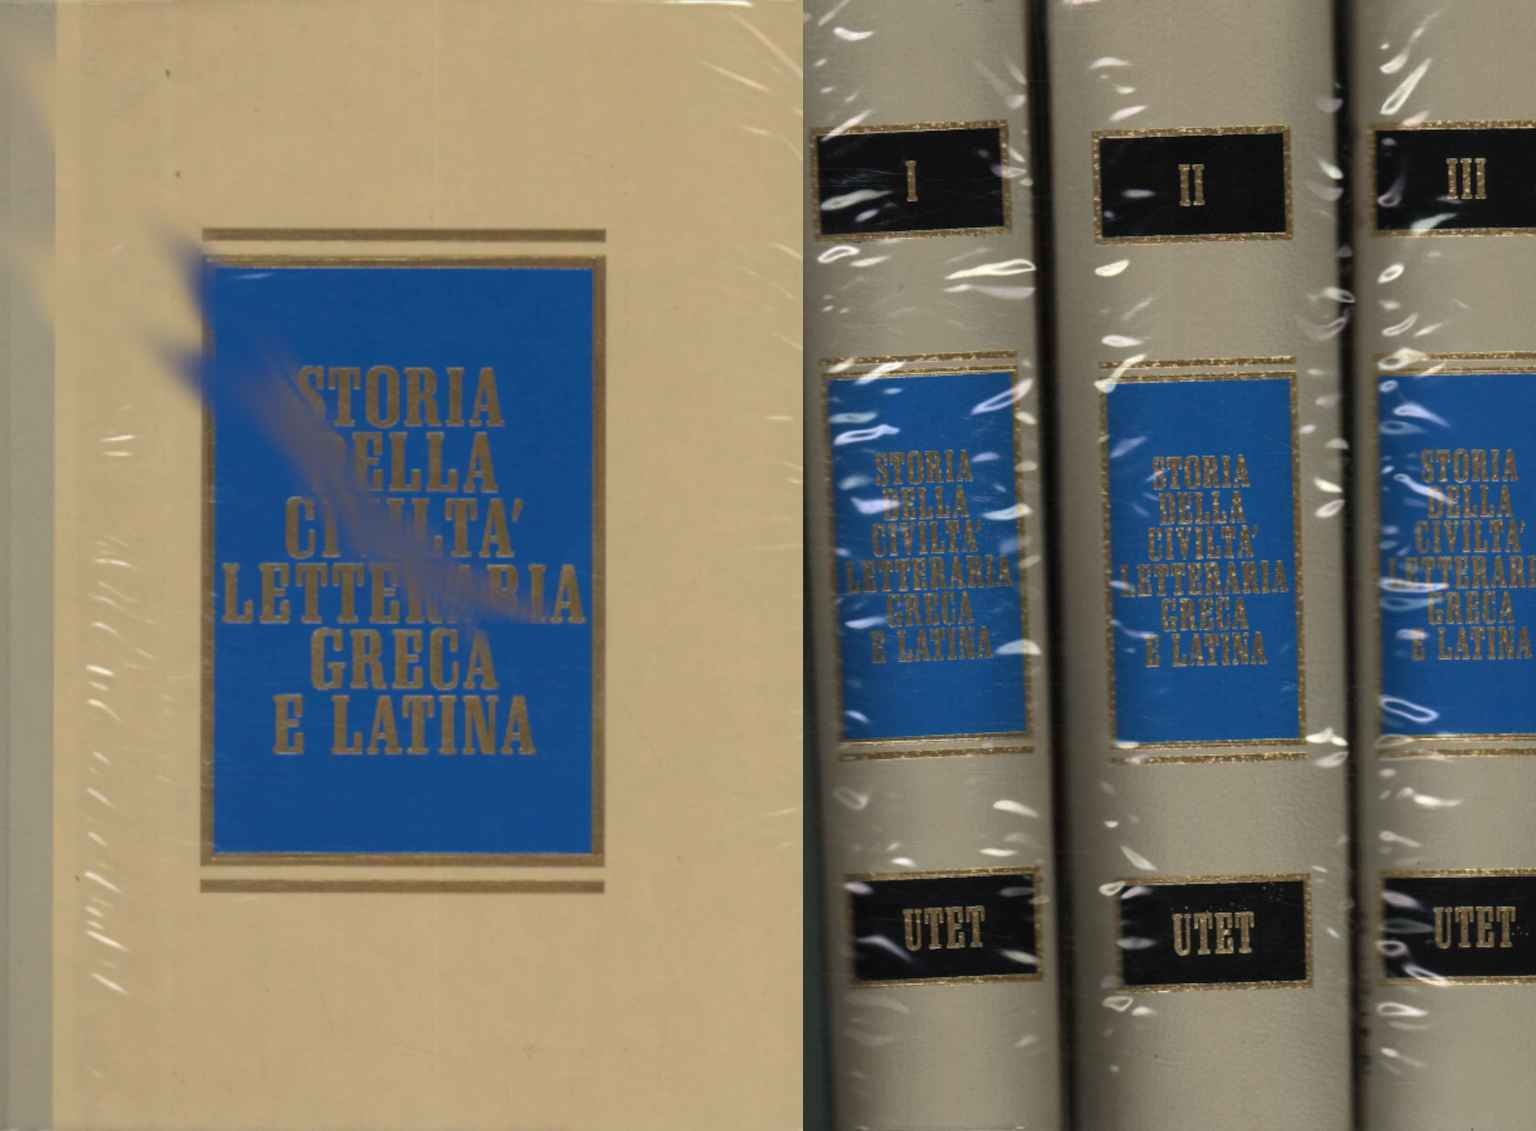 STORIA
DELLA
CIVILTA'
LETTERARIA
GRECA
E LATINA
I
STORIA
DELLA
CIVILTA'
LETTERARIA
GRECA
E LATINA
UTET
II
STORIA
DELLA
CIVILTA'
LETTERARIA
GRECA
E LATINA
UTET
III
STORIA
DELLA
CIVILTA'
LETTERARI
GRECA
E LATINA
UTET